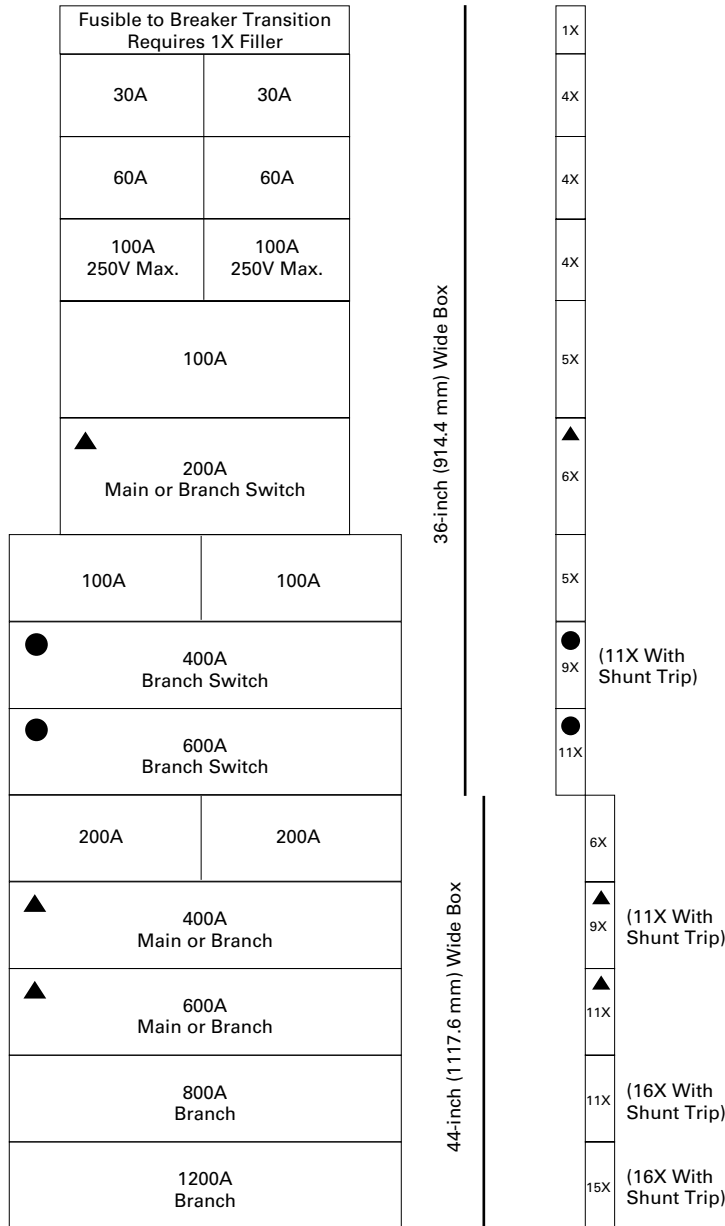 Fusible to Breaker Transition
Requires 1X Filler
1X
30A
30A
4X
60A
60A
4X
100A
250V Max.
100A
250V Max.
4X
100A
5X
200A
Main or Branch Switch
6X
36-inch (914.4 mm) Wide Box
100A
100A
5X
400A
Branch Switch
9X
(11X With
Shunt Trip)
600A
Branch Switch
11X
200A
200A
6X
400A
Main or Branch
9X
(11X With
Shunt Trip)
600A
Main or Branch
11X
44-inch (1117.6 mm) Wide Box
800A
Branch
11X
(16X With
Shunt Trip)
1200A
Branch
15X
(16X With
Shunt Trip)